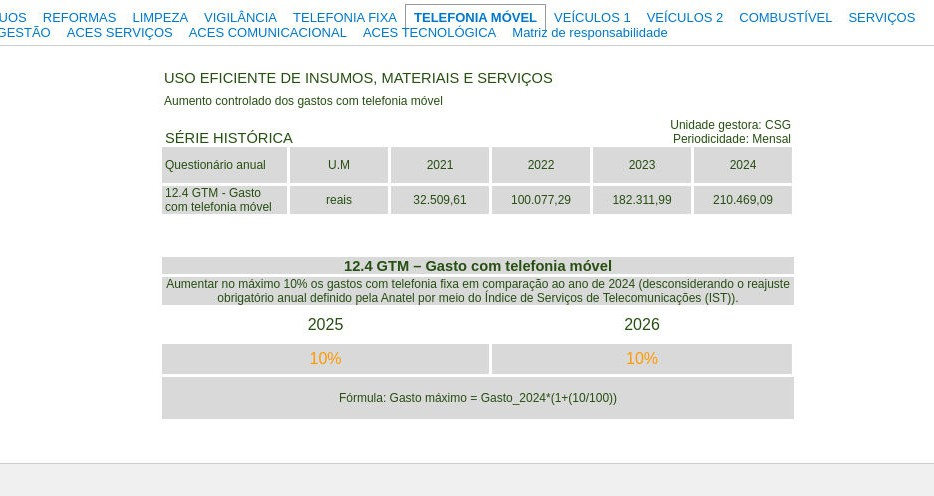 UOS REFORMAS LIMPEZA VIGILÂNCIA TELEFONIA FIXA TELEFONIA MÓVEL VEÍCULOS 1 VEÍCULOS 2 COMBUSTÍVEL SERVIÇOS
GESTÃO ACES SERVIÇOS ACES COMUNICACIONAL ACES TECNOLÓGICA Matriz de responsabilidade
USO EFICIENTE DE INSUMOS, MATERIAIS E SERVIÇOS
Aumento controlado dos gastos com telefonia móvel
Unidade gestora: CSG
SÉRIE HISTÓRICA Periodicidade: Mensal
Questionário anual U.M 2021 2022 2023 2024
12.4 GTM - Gasto
com telefonia móvel reais 32.509,61 100.077,29 182.311,99 210.469,09
12.4 GTM – Gasto com telefonia móvel
Aumentar no máximo 10% os gastos com telefonia fixa em comparação ao ano de 2024 (desconsiderando o reajuste
obrigatório anual definido pela Anatel por meio do Índice de Serviços de Telecomunicações (IST)).
2025 2026
10% 10%
Fórmula: Gasto máximo = Gasto_2024*(1+(10/100))